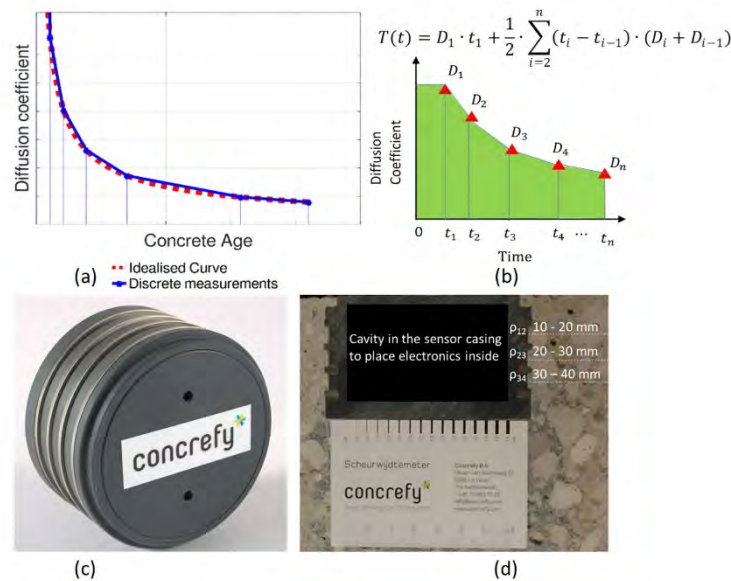 T(t) = D₁ · t₁ + 1/2 · ∑ⁿᵢ₌₂ (tᵢ − tᵢ₋₁) · (Dᵢ + Dᵢ₋₁)
Diffusion coefficient
Concrete Age
(a)
Idealised Curve
Discrete measurements
Diffusion
Coefficient
D₁
D₂
D₃
D₄
Dₙ
0 t₁ t₂ t₃ t₄ ... tₙ
Time
(b)
concrefy
(c)
Cavity in the sensor casing
to place electronics inside
ρ₁₂ 10 - 20 mm
ρ₂₃ 20 - 30 mm
ρ₃₄ 30 – 40 mm
Scheurwijdtemeter
concrefy
(d)